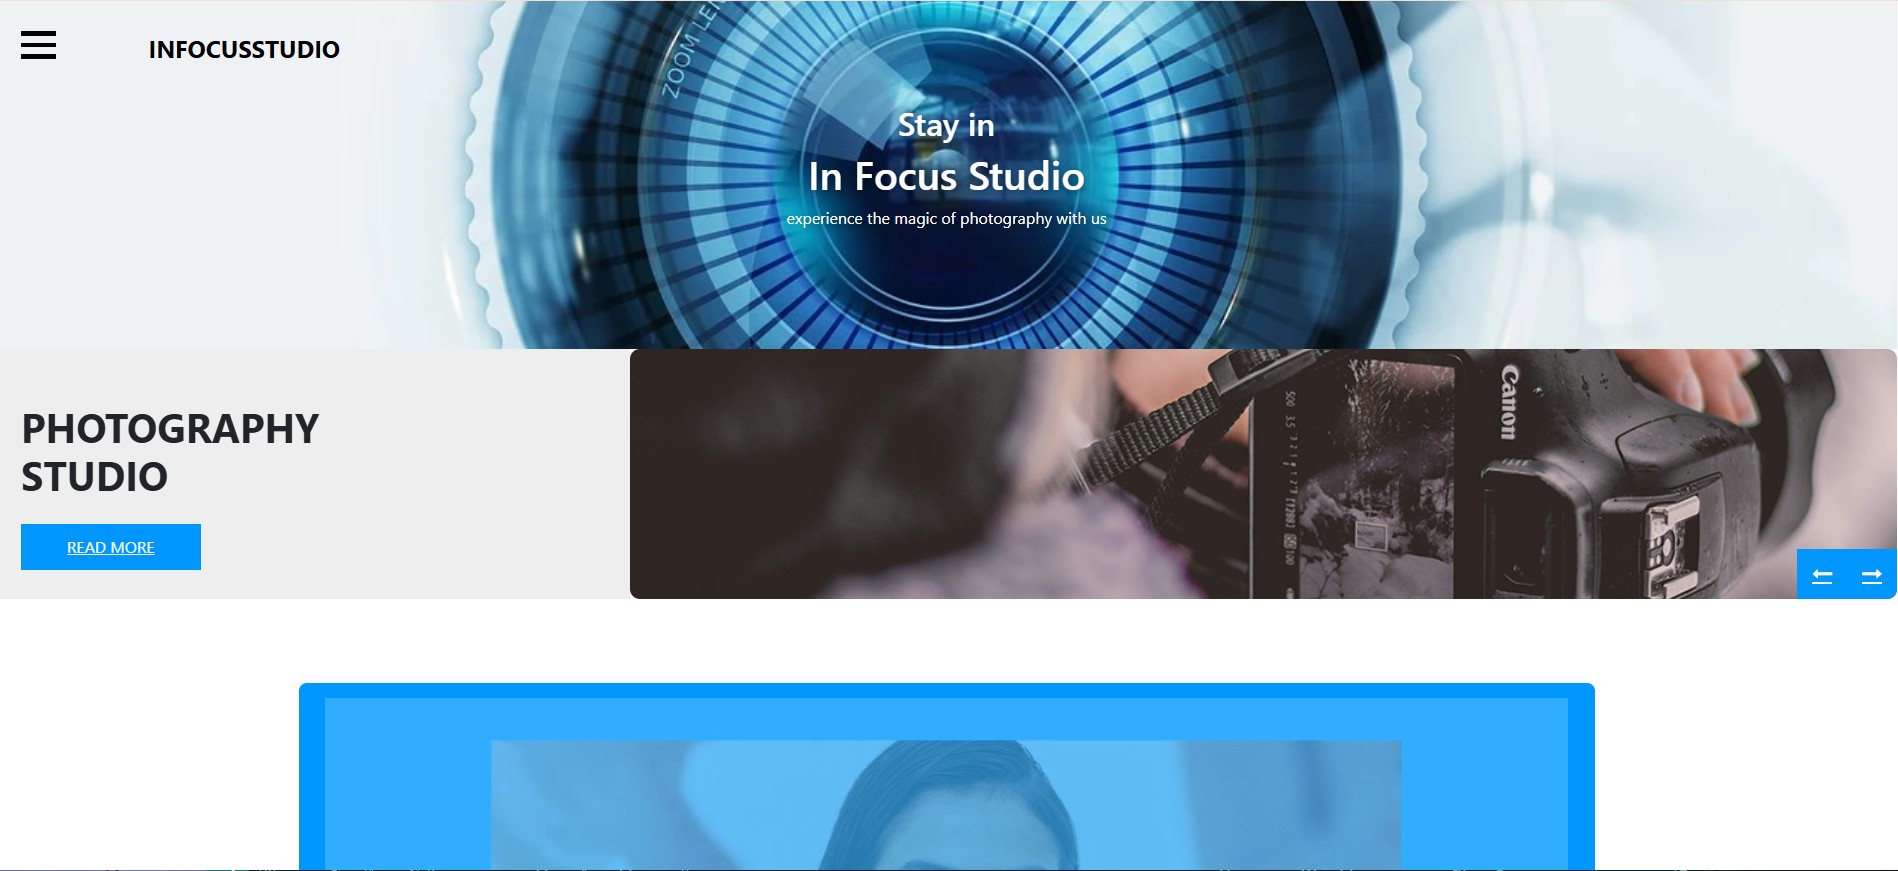 INFOCUSSTUDIO
ZOOM LEN
Stay in
In Focus Studio
experience the magic of photography with us
PHOTOGRAPHY
STUDIO
READ MORE
Canon